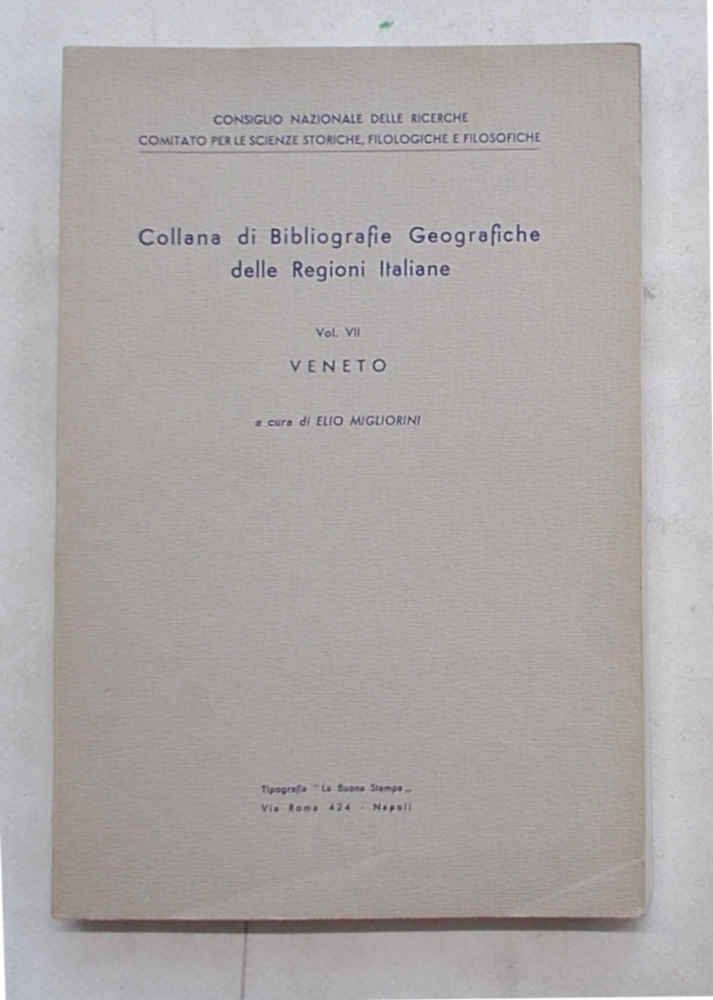 CONSIGLIO NAZIONALE DELLE RICERCHE
COMITATO PER LE SCIENZE STORICHE, FILOLOGICHE E FILOSOFICHE
Collana di Bibliografie Geografiche
delle Regioni Italiane
Vol. VII
VENETO
a cura di ELIO MIGLIORINI
Tipografia "La Buona Stampa„
Via Roma 424 - Napoli